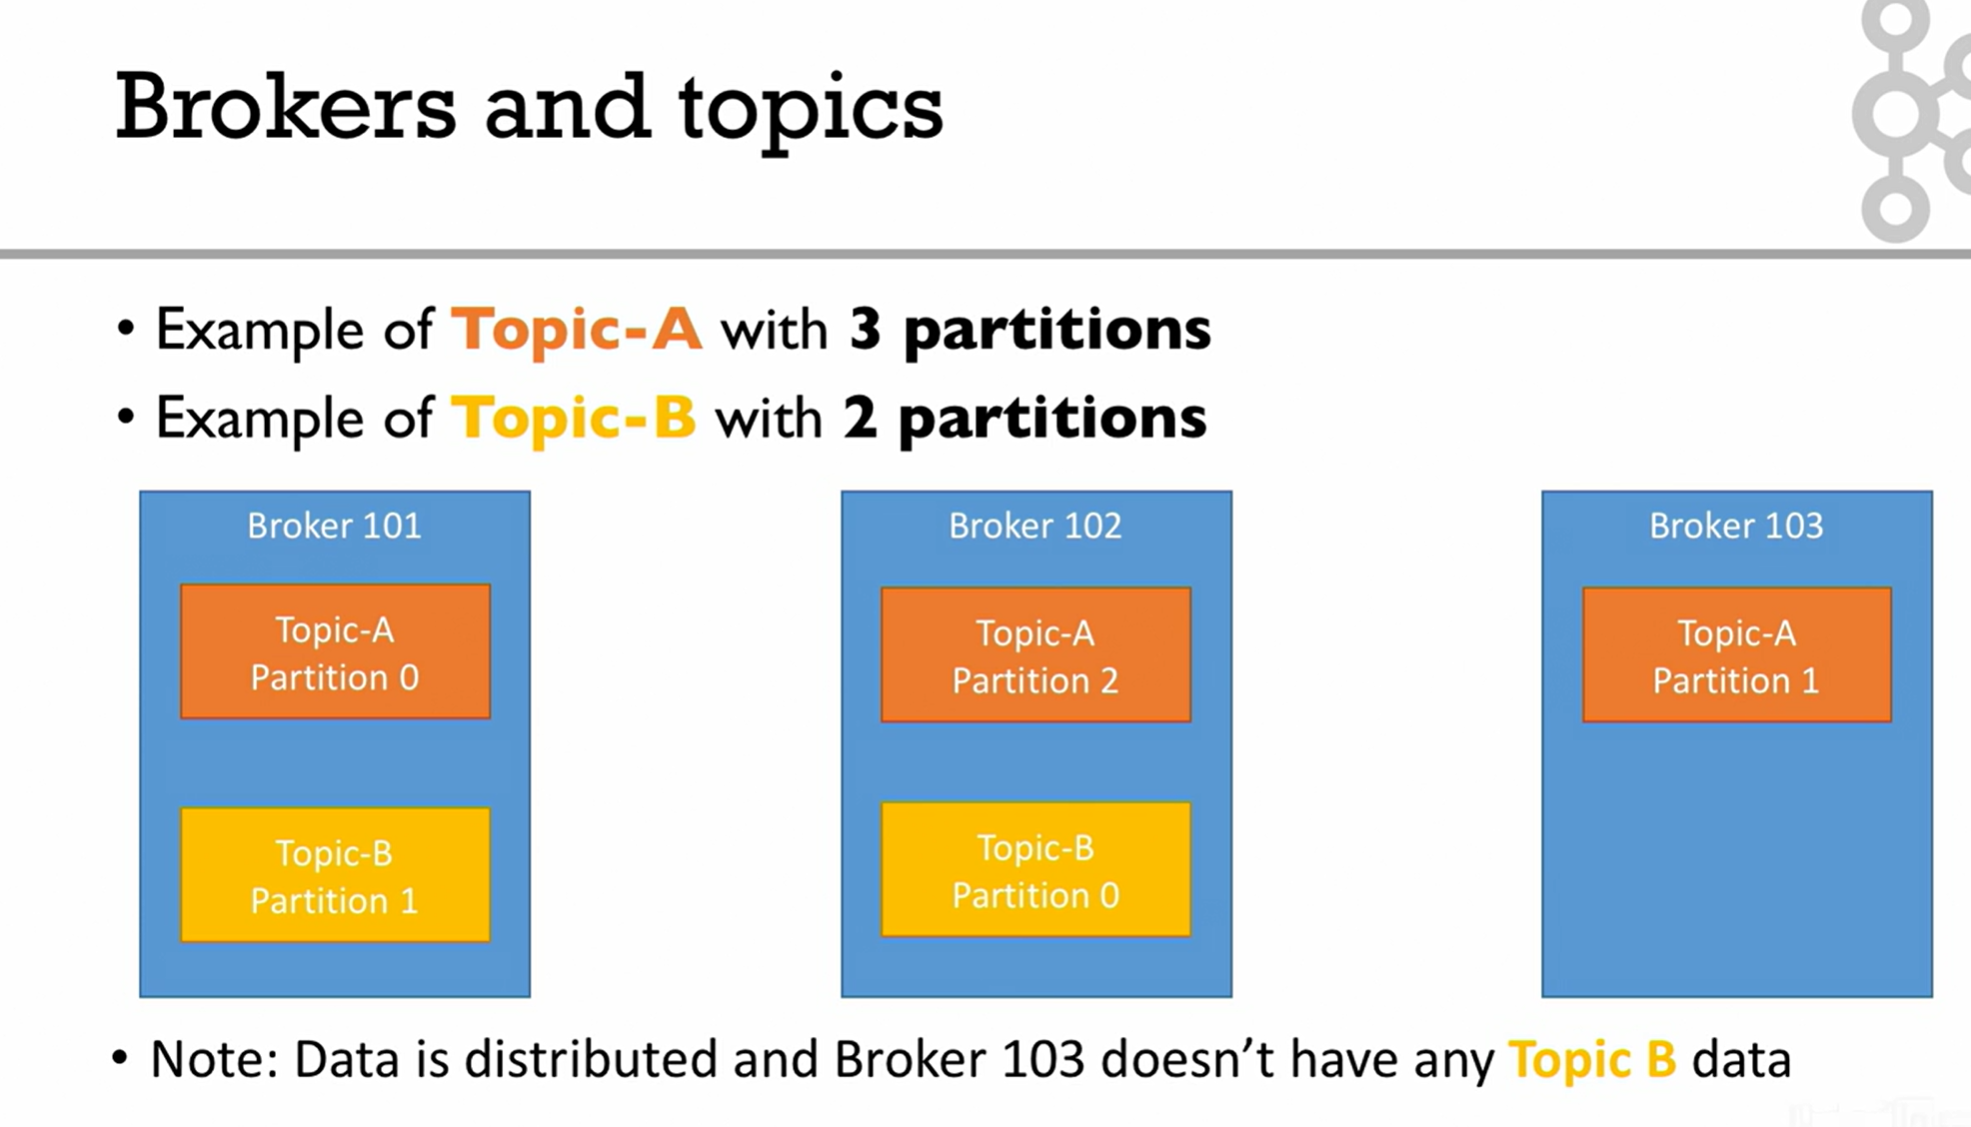 Brokers and topics
• Example of Topic-A with 3 partitions
• Example of Topic-B with 2 partitions
Broker 101
Topic-A
Partition 0
Topic-B
Partition 1
Broker 102
Topic-A
Partition 2
Topic-B
Partition 0
Broker 103
Topic-A
Partition 1
• Note: Data is distributed and Broker 103 doesn’t have any Topic B data